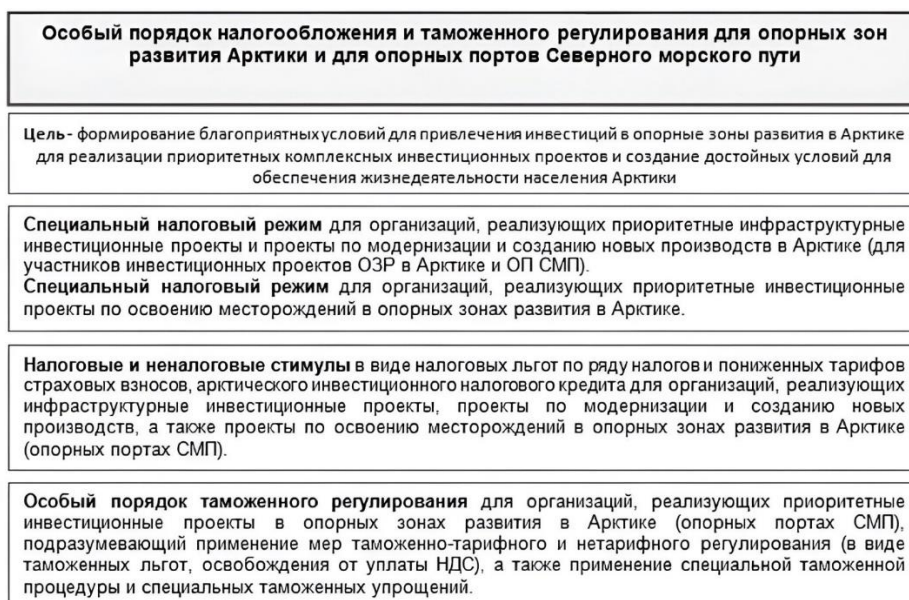 Особый порядок налогообложения и таможенного регулирования для опорных зон
развития Арктики и для опорных портов Северного морского пути
Цель- формирование благоприятных условий для привлечения инвестиций в опорные зоны развития в Арктике
для реализации приоритетных комплексных инвестиционных проектов и создание достойных условий для
обеспечения жизнедеятельности населения Арктики
Специальный налоговый режим для организаций, реализующих приоритетные инфраструктурные
инвестиционные проекты и проекты по модернизации и созданию новых производств в Арктике (для
участников инвестиционных проектов ОЗР в Арктике и ОП СМП).
Специальный налоговый режим для организаций, реализующих приоритетные инвестиционные
проекты по освоению месторождений в опорных зонах развития в Арктике.
Налоговые и неналоговые стимулы в виде налоговых льгот по ряду налогов и пониженных тарифов
страховых взносов, арктического инвестиционного налогового кредита для организаций, реализующих
инфраструктурные инвестиционные проекты, проекты по модернизации и созданию новых
производств, а также проекты по освоению месторождений в опорных зонах развития в Арктике
(опорных портах СМП).
Особый порядок таможенного регулирования для организаций, реализующих приоритетные
инвестиционные проекты в опорных зонах развития в Арктике (опорных портах СМП),
подразумевающий применение мер таможенно-тарифного и нетарифного регулирования (в виде
таможенных льгот, освобождения от уплаты НДС), а также применение специальной таможенной
процедуры и специальных таможенных упрощений.